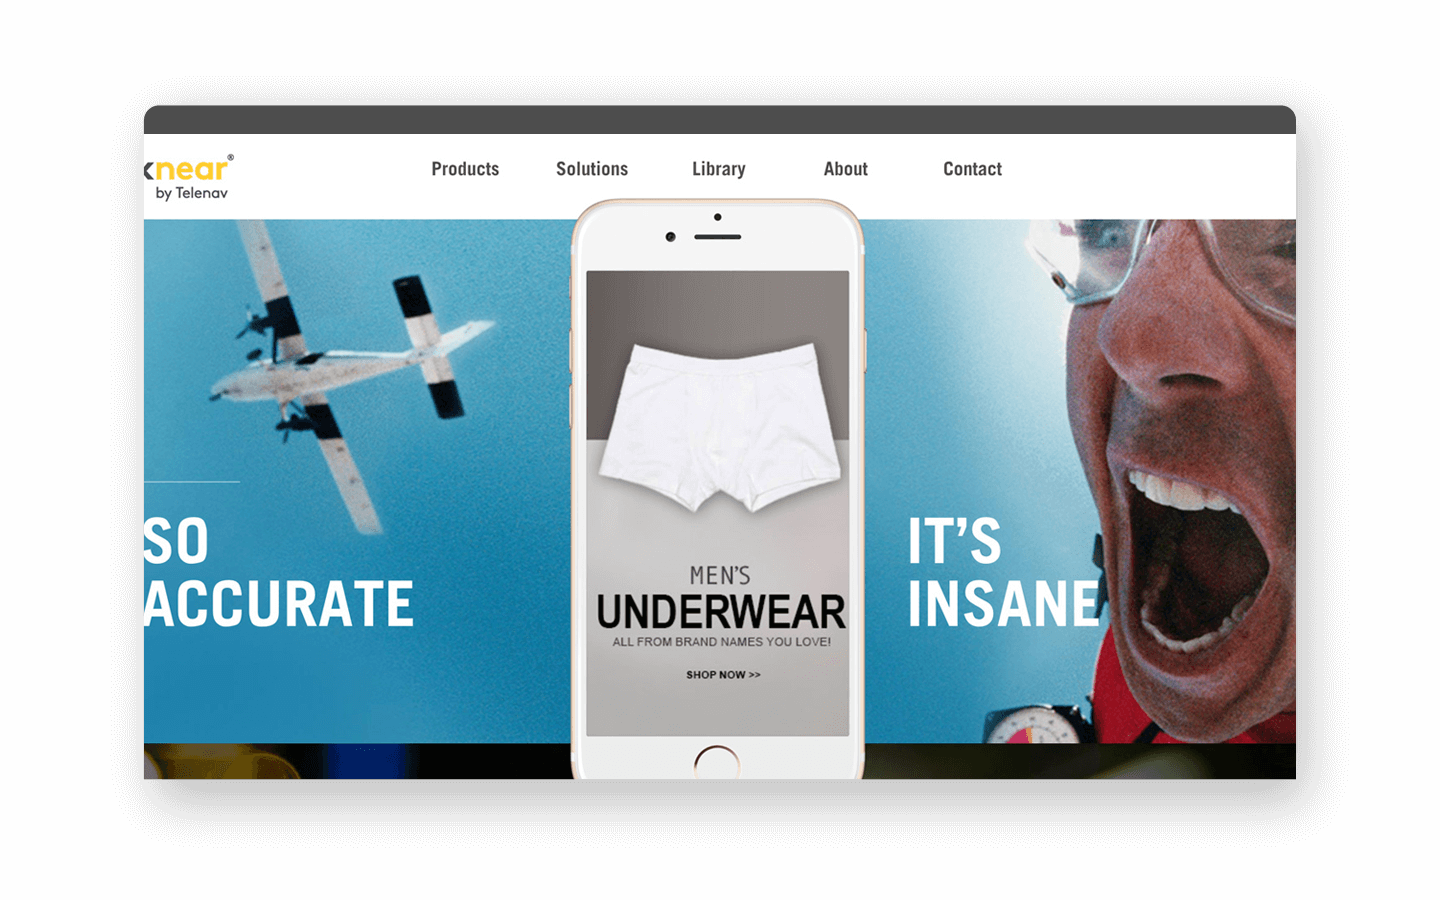 near®
by Telenav
Products
Solutions
Library
About
Contact
SO
ACCURATE
MEN'S
UNDERWEAR
ALL FROM BRAND NAMES YOU LOVE!
SHOP NOW >>
IT'S
INSANE